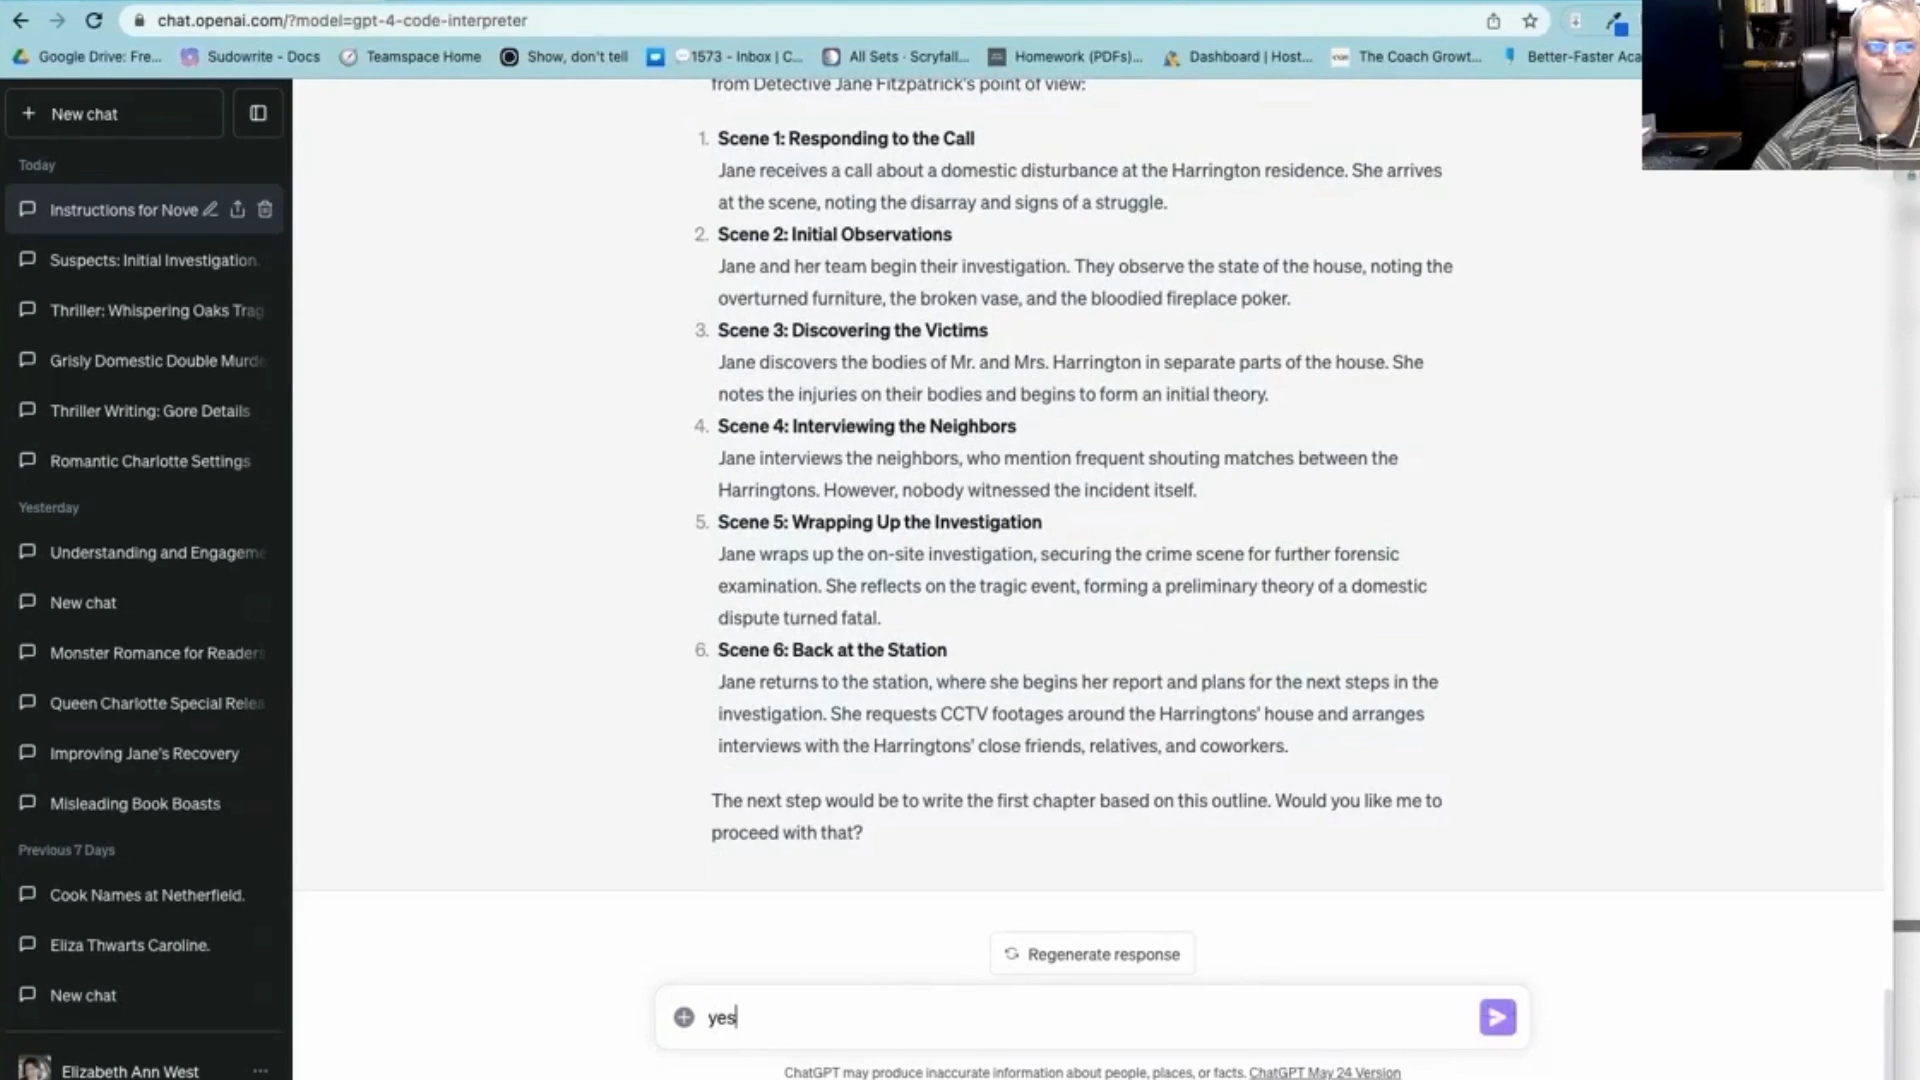 chat.openai.com/?model=gpt-4-code-interpreter
Google Drive: Fre... Sudowrite - Docs Teamspace Home Show, don't tell 1573 - Inbox | C... All Sets · Scryfall... Homework (PDFs)... Dashboard | Host... The Coach Growt... Better-Faster Aca
New chat
Today
Instructions for Nove
Suspects: Initial Investigation.
Thriller: Whispering Oaks Trag
Grisly Domestic Double Murde
Thriller Writing: Gore Details
Romantic Charlotte Settings
Yesterday
Understanding and Engageme
New chat
Monster Romance for Readers
Queen Charlotte Special Relea
Improving Jane's Recovery
Misleading Book Boasts
Previous 7 Days
Cook Names at Netherfield.
Eliza Thwarts Caroline.
New chat
Elizabeth Ann West
from Detective Jane Fitzpatrick's point of view:
1. Scene 1: Responding to the Call
Jane receives a call about a domestic disturbance at the Harrington residence. She arrives
at the scene, noting the disarray and signs of a struggle.
2. Scene 2: Initial Observations
Jane and her team begin their investigation. They observe the state of the house, noting the
overturned furniture, the broken vase, and the bloodied fireplace poker.
3. Scene 3: Discovering the Victims
Jane discovers the bodies of Mr. and Mrs. Harrington in separate parts of the house. She
notes the injuries on their bodies and begins to form an initial theory.
4. Scene 4: Interviewing the Neighbors
Jane interviews the neighbors, who mention frequent shouting matches between the
Harringtons. However, nobody witnessed the incident itself.
5. Scene 5: Wrapping Up the Investigation
Jane wraps up the on-site investigation, securing the crime scene for further forensic
examination. She reflects on the tragic event, forming a preliminary theory of a domestic
dispute turned fatal.
6. Scene 6: Back at the Station
Jane returns to the station, where she begins her report and plans for the next steps in the
investigation. She requests CCTV footages around the Harringtons' house and arranges
interviews with the Harringtons' close friends, relatives, and coworkers.
The next step would be to write the first chapter based on this outline. Would you like me to
proceed with that?
Regenerate response
yes
ChatGPT may produce inaccurate information about people, places, or facts. ChatGPT May 24 Version